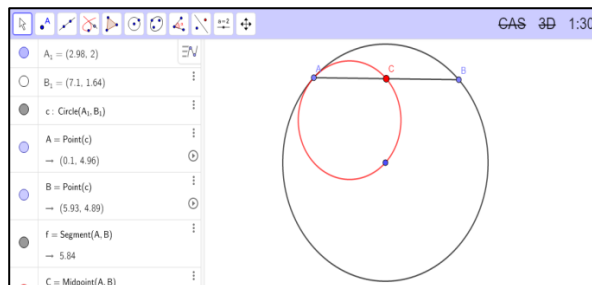 a=2
CAS 3D 1:30
A₁ = (2.98, 2)
B₁ = (7.1, 1.64)
c : Circle(A₁, B₁)
A = Point(c)
→ (0.1, 4.96)
B = Point(c)
→ (5.93, 4.89)
f = Segment(A, B)
→ 5.84
C = Midpoint(A, B)
A
C
B